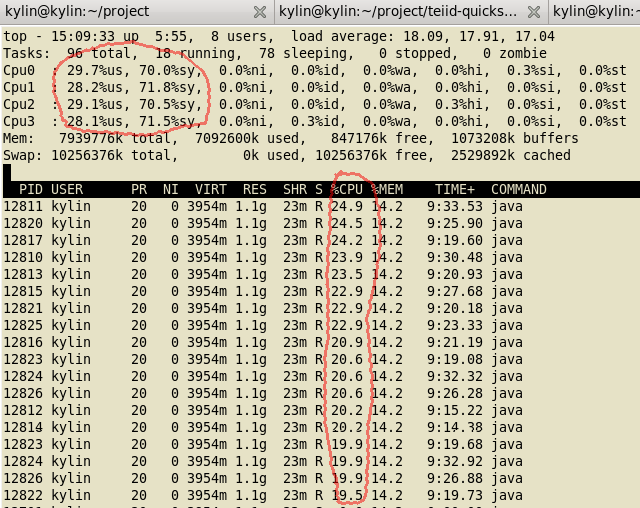 kylin@kylin:~/project kylin@kylin:~/project/teiid-quicks... kylin@kylin:~/proj
top - 15:09:33 up  5:55,  8 users,  load average: 18.09, 17.91, 17.04
Tasks:  96 total,  18 running,  78 sleeping,   0 stopped,   0 zombie
Cpu0  : 29.7%us, 70.0%sy,  0.0%ni,  0.0%id,  0.0%wa,  0.0%hi,  0.3%si,  0.0%st
Cpu1  : 28.2%us, 71.8%sy,  0.0%ni,  0.0%id,  0.0%wa,  0.0%hi,  0.0%si,  0.0%st
Cpu2  : 29.1%us, 70.5%sy,  0.0%ni,  0.0%id,  0.0%wa,  0.3%hi,  0.0%si,  0.0%st
Cpu3  : 28.1%us, 71.5%sy,  0.0%ni,  0.3%id,  0.0%wa,  0.0%hi,  0.0%si,  0.0%st
Mem:   7939776k total,  7092600k used,   847176k free,  1073208k buffers
Swap: 10256376k total,        0k used, 10256376k free,  2529892k cached
PID USER      PR  NI  VIRT  RES  SHR S %CPU %MEM    TIME+  COMMAND
12811 kylin     20   0 3954m 1.1g  23m R 24.9 14.2   9:33.53 java
12820 kylin     20   0 3954m 1.1g  23m R 24.5 14.2   9:25.90 java
12817 kylin     20   0 3954m 1.1g  23m R 24.2 14.2   9:19.60 java
12810 kylin     20   0 3954m 1.1g  23m R 23.9 14.2   9:30.48 java
12813 kylin     20   0 3954m 1.1g  23m R 23.5 14.2   9:20.93 java
12815 kylin     20   0 3954m 1.1g  23m R 22.9 14.2   9:27.68 java
12821 kylin     20   0 3954m 1.1g  23m R 22.9 14.2   9:20.18 java
12825 kylin     20   0 3954m 1.1g  23m R 22.9 14.2   9:23.33 java
12816 kylin     20   0 3954m 1.1g  23m R 20.9 14.2   9:21.19 java
12823 kylin     20   0 3954m 1.1g  23m R 20.6 14.2   9:19.08 java
12824 kylin     20   0 3954m 1.1g  23m R 20.6 14.2   9:32.32 java
12826 kylin     20   0 3954m 1.1g  23m R 20.6 14.2   9:26.28 java
12812 kylin     20   0 3954m 1.1g  23m R 20.2 14.2   9:15.22 java
12814 kylin     20   0 3954m 1.1g  23m R 20.2 14.2   9:14.38 java
12823 kylin     20   0 3954m 1.1g  23m R 19.9 14.2   9:19.68 java
12824 kylin     20   0 3954m 1.1g  23m R 19.9 14.2   9:32.92 java
12826 kylin     20   0 3954m 1.1g  23m R 19.9 14.2   9:26.88 java
12822 kylin     20   0 3954m 1.1g  23m R 19.5 14.2   9:19.73 java